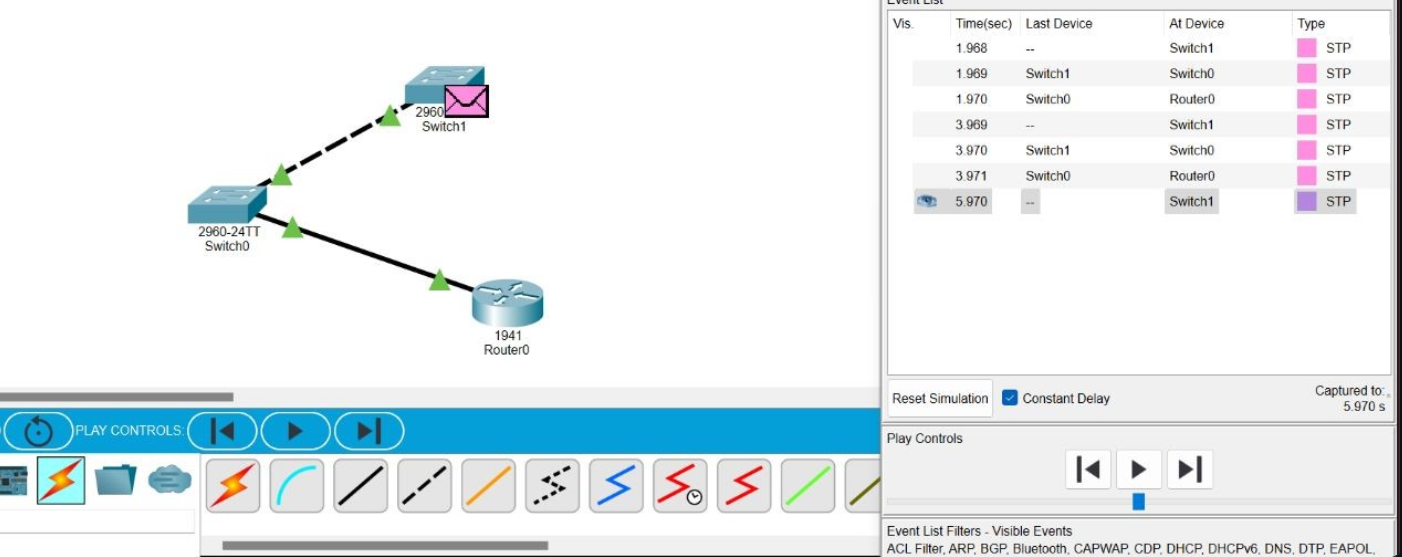 Event List
Vis. Time(sec) Last Device At Device Type
1.968 -- Switch1 STP
1.969 Switch1 Switch0 STP
1.970 Switch0 Router0 STP
3.969 -- Switch1 STP
3.970 Switch1 Switch0 STP
3.971 Switch0 Router0 STP
5.970 -- Switch1 STP
2960
Switch1
2960-24TT
Switch0
1941
Router0
Reset Simulation Constant Delay Captured to:
5.970 s
PLAY CONTROLS:
Play Controls
Event List Filters - Visible Events
ACL Filter, ARP, BGP, Bluetooth, CAPWAP, CDP, DHCP, DHCPv6, DNS, DTP, EAPOL,